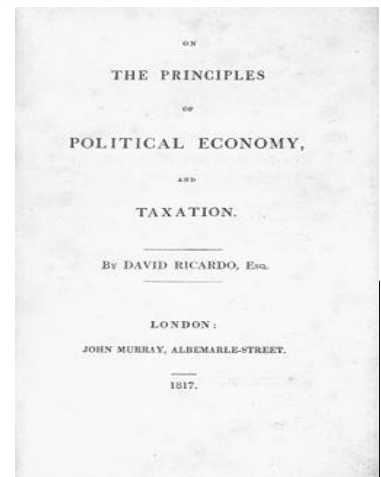 ON
THE PRINCIPLES
OF
POLITICAL ECONOMY,
AND
TAXATION.
BY DAVID RICARDO, ESQ.
LONDON:
JOHN MURRAY, ALBEMARLE-STREET.
1817.